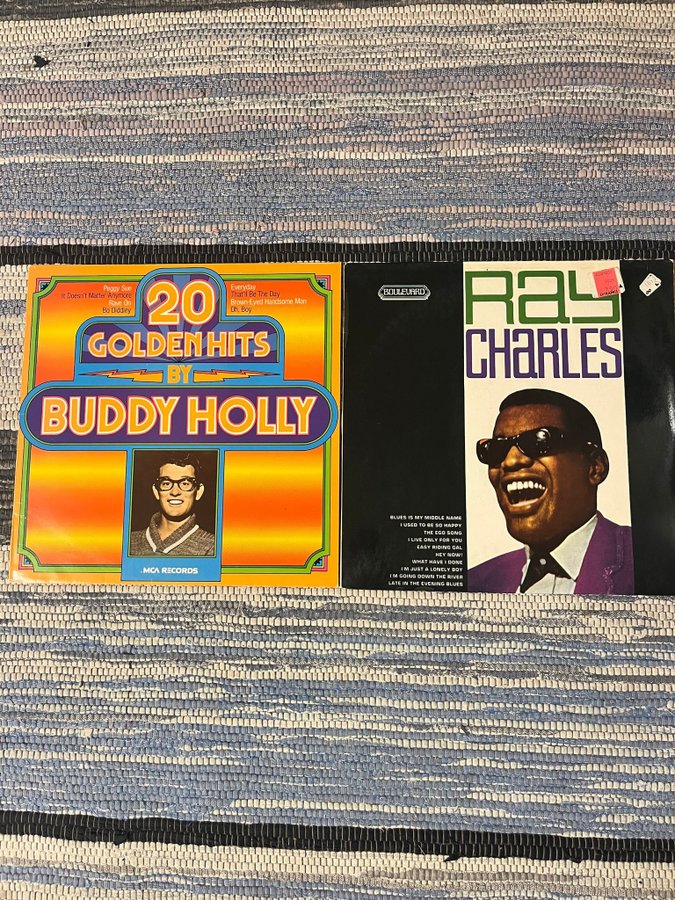 Peggy Sue
It Doesn't Matter Anymore
Rave On
Bo Diddley
20
GOLDEN HITS
BY
BUDDY HOLLY
Everyday
That'll Be The Day
Brown-Eyed Handsome Man
Oh, Boy
.MCA RECORDS
BOULEVARD
Ray
CHARLES
BLUES IS MY MIDDLE NAME
I USED TO BE SO HAPPY
THE EGO SONG
I LIVE ONLY FOR YOU
EASY RIDING GAL
HEY NOW!
WHAT HAVE I DONE
I'M JUST A LONELY BOY
I'M GOING DOWN THE RIVER
LATE IN THE EVENING BLUES